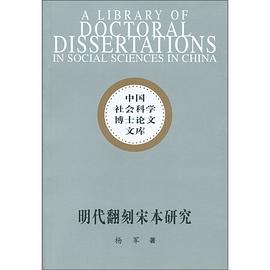 A LIBRARY OF
DOCTORAL
DISSERTATIONS
IN SOCIAL SCIENCES IN CHINA
中国
社会科学
博士论文
文库
明代翻刻宋本研究
杨军 著